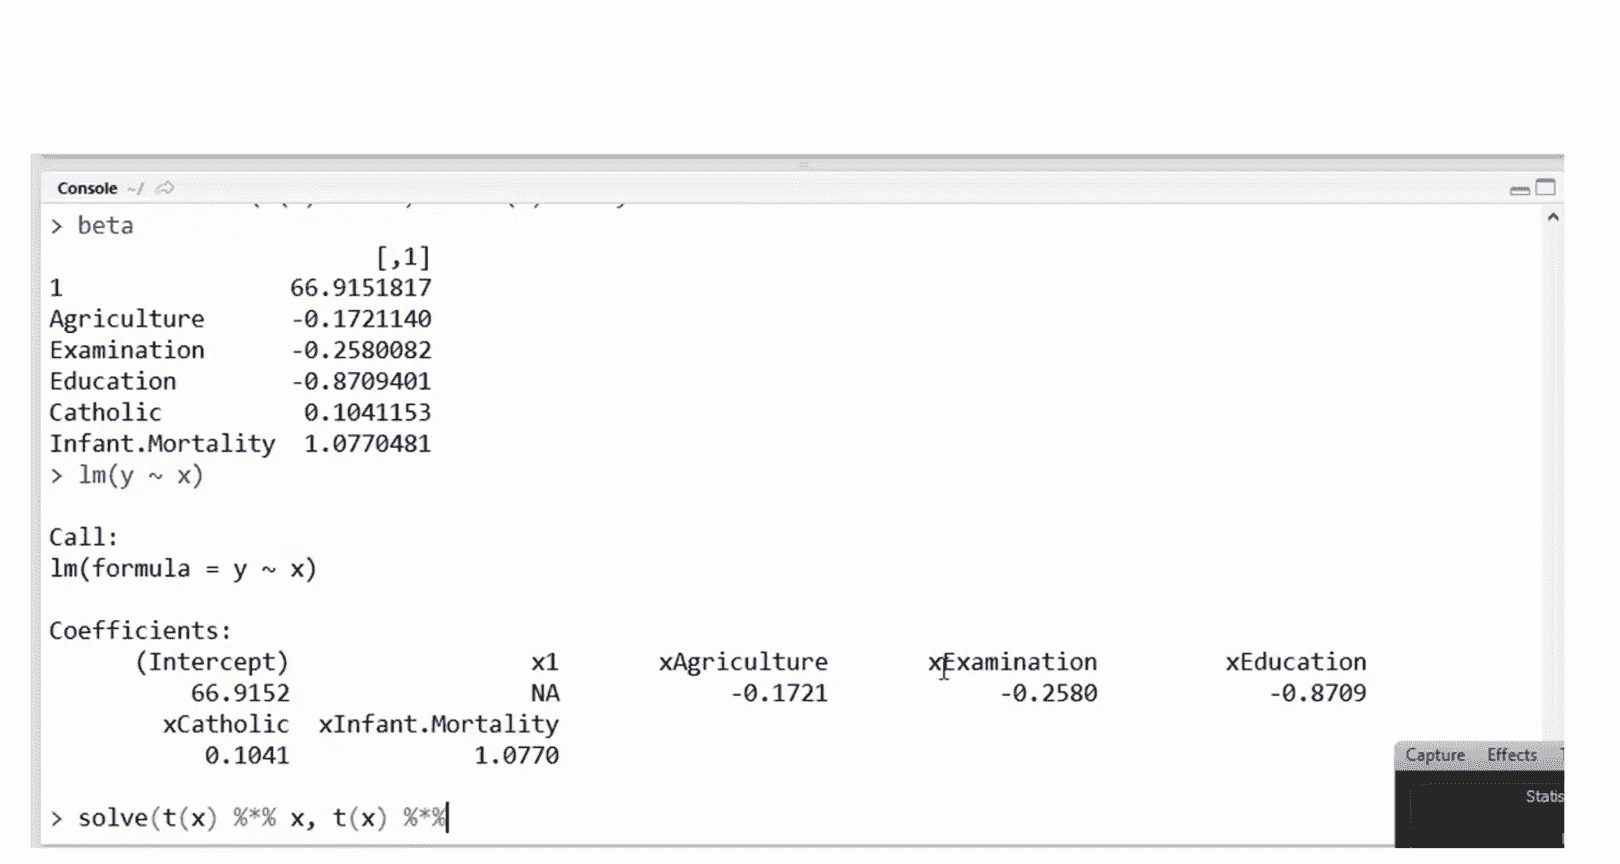 Console ~/
> beta
[,1]
1 66.9151817
Agriculture -0.1721140
Examination -0.2580082
Education -0.8709401
Catholic 0.1041153
Infant.Mortality 1.0770481
> lm(y ~ x)
Call:
lm(formula = y ~ x)
Coefficients:
(Intercept) x1 xAgriculture xExamination xEducation
66.9152 NA -0.1721 -0.2580 -0.8709
xCatholic xInfant.Mortality
0.1041 1.0770
> solve(t(x) %*% x, t(x) %*%
Capture Effects
Statis